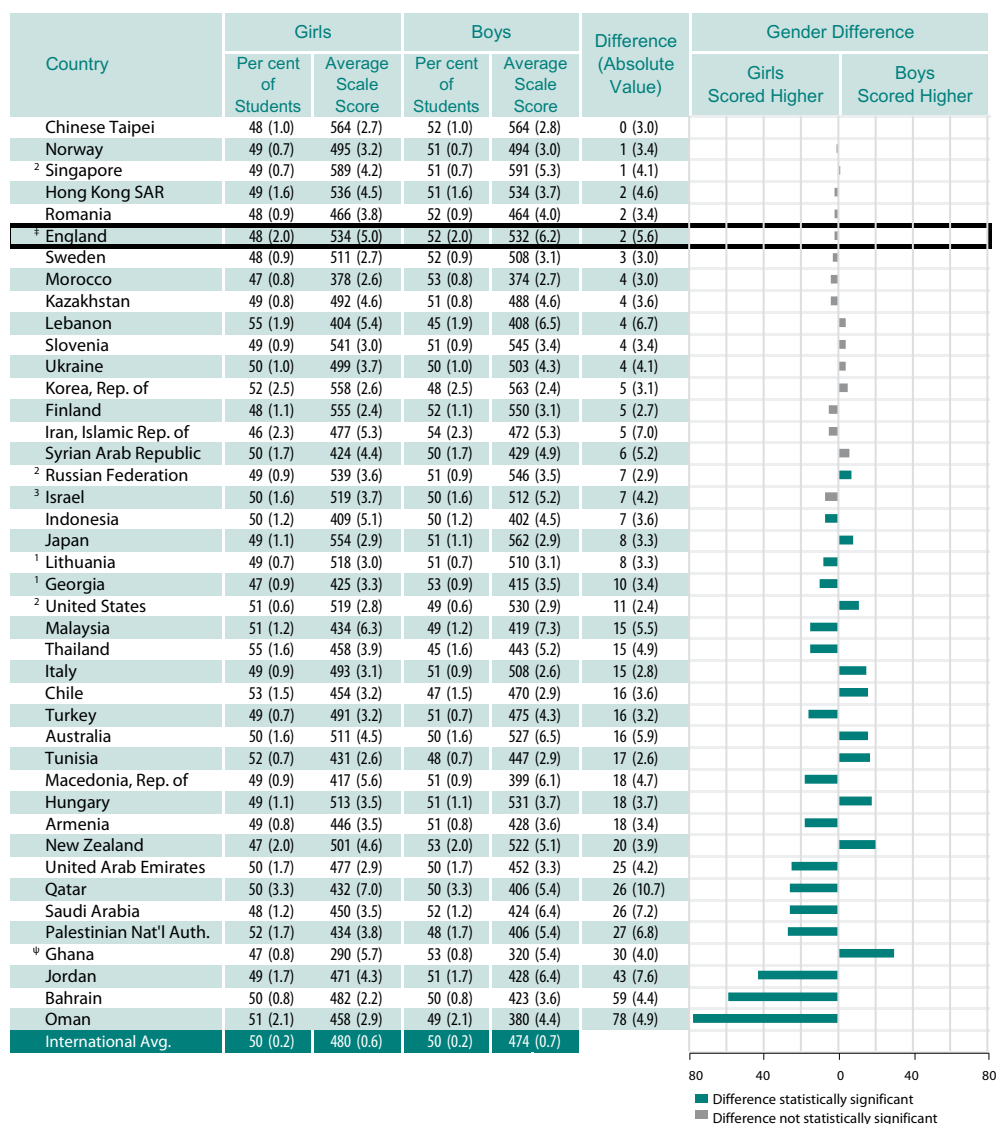 Country Girls Boys Difference (Absolute Value) Gender Difference
Per cent of Students Average Scale Score Per cent of Students Average Scale Score Girls Scored Higher Boys Scored Higher
Chinese Taipei 48 (1.0) 564 (2.7) 52 (1.0) 564 (2.8) 0 (3.0)
Norway 49 (0.7) 495 (3.2) 51 (0.7) 494 (3.0) 1 (3.4)
2 Singapore 49 (0.7) 589 (4.2) 51 (0.7) 591 (5.3) 1 (4.1)
Hong Kong SAR 49 (1.6) 536 (4.5) 51 (1.6) 534 (3.7) 2 (4.6)
Romania 48 (0.9) 466 (3.8) 52 (0.9) 464 (4.0) 2 (3.4)
‡ England 48 (2.0) 534 (5.0) 52 (2.0) 532 (6.2) 2 (5.6)
Sweden 48 (0.9) 511 (2.7) 52 (0.9) 508 (3.1) 3 (3.0)
Morocco 47 (0.8) 378 (2.6) 53 (0.8) 374 (2.7) 4 (3.0)
Kazakhstan 49 (0.8) 492 (4.6) 51 (0.8) 488 (4.6) 4 (3.6)
Lebanon 55 (1.9) 404 (5.4) 45 (1.9) 408 (6.5) 4 (6.7)
Slovenia 49 (0.9) 541 (3.0) 51 (0.9) 545 (3.4) 4 (3.4)
Ukraine 50 (1.0) 499 (3.7) 50 (1.0) 503 (4.3) 4 (4.1)
Korea, Rep. of 52 (2.5) 558 (2.6) 48 (2.5) 563 (2.4) 5 (3.1)
Finland 48 (1.1) 555 (2.4) 52 (1.1) 550 (3.1) 5 (2.7)
Iran, Islamic Rep. of 46 (2.3) 477 (5.3) 54 (2.3) 472 (5.3) 5 (7.0)
Syrian Arab Republic 50 (1.7) 424 (4.4) 50 (1.7) 429 (4.9) 6 (5.2)
2 Russian Federation 49 (0.9) 539 (3.6) 51 (0.9) 546 (3.5) 7 (2.9)
3 Israel 50 (1.6) 519 (3.7) 50 (1.6) 512 (5.2) 7 (4.2)
Indonesia 50 (1.2) 409 (5.1) 50 (1.2) 402 (4.5) 7 (3.6)
Japan 49 (1.1) 554 (2.9) 51 (1.1) 562 (2.9) 8 (3.3)
1 Lithuania 49 (0.7) 518 (3.0) 51 (0.7) 510 (3.1) 8 (3.3)
1 Georgia 47 (0.9) 425 (3.3) 53 (0.9) 415 (3.5) 10 (3.4)
2 United States 51 (0.6) 519 (2.8) 49 (0.6) 530 (2.9) 11 (2.4)
Malaysia 51 (1.2) 434 (6.3) 49 (1.2) 419 (7.3) 15 (5.5)
Thailand 55 (1.6) 458 (3.9) 45 (1.6) 443 (5.2) 15 (4.9)
Italy 49 (0.9) 493 (3.1) 51 (0.9) 508 (2.6) 15 (2.8)
Chile 53 (1.5) 454 (3.2) 47 (1.5) 470 (2.9) 16 (3.6)
Turkey 49 (0.7) 491 (3.2) 51 (0.7) 475 (4.3) 16 (3.2)
Australia 50 (1.6) 511 (4.5) 50 (1.6) 527 (6.5) 16 (5.9)
Tunisia 52 (0.7) 431 (2.6) 48 (0.7) 447 (2.9) 17 (2.6)
Macedonia, Rep. of 49 (0.9) 417 (5.6) 51 (0.9) 399 (6.1) 18 (4.7)
Hungary 49 (1.1) 513 (3.5) 51 (1.1) 531 (3.7) 18 (3.7)
Armenia 49 (0.8) 446 (3.5) 51 (0.8) 428 (3.6) 18 (3.4)
New Zealand 47 (2.0) 501 (4.6) 53 (2.0) 522 (5.1) 20 (3.9)
United Arab Emirates 50 (1.7) 477 (2.9) 50 (1.7) 452 (3.3) 25 (4.2)
Qatar 50 (3.3) 432 (7.0) 50 (3.3) 406 (5.4) 26 (10.7)
Saudi Arabia 48 (1.2) 450 (3.5) 52 (1.2) 424 (6.4) 26 (7.2)
Palestinian Nat'l Auth. 52 (1.7) 434 (3.8) 48 (1.7) 406 (5.4) 27 (6.8)
ψ Ghana 47 (0.8) 290 (5.7) 53 (0.8) 320 (5.4) 30 (4.0)
Jordan 49 (1.7) 471 (4.3) 51 (1.7) 428 (6.4) 43 (7.6)
Bahrain 50 (0.8) 482 (2.2) 50 (0.8) 423 (3.6) 59 (4.4)
Oman 51 (2.1) 458 (2.9) 49 (2.1) 380 (4.4) 78 (4.9)
International Avg. 50 (0.2) 480 (0.6) 50 (0.2) 474 (0.7)
80 40 0 40 80
Difference statistically significant
Difference not statistically significant